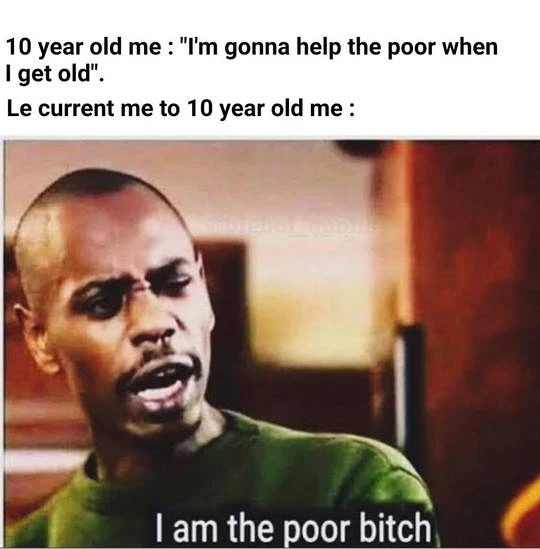 10 year old me : "I'm gonna help the poor when
I get old".
Le current me to 10 year old me :
I am the poor bitch